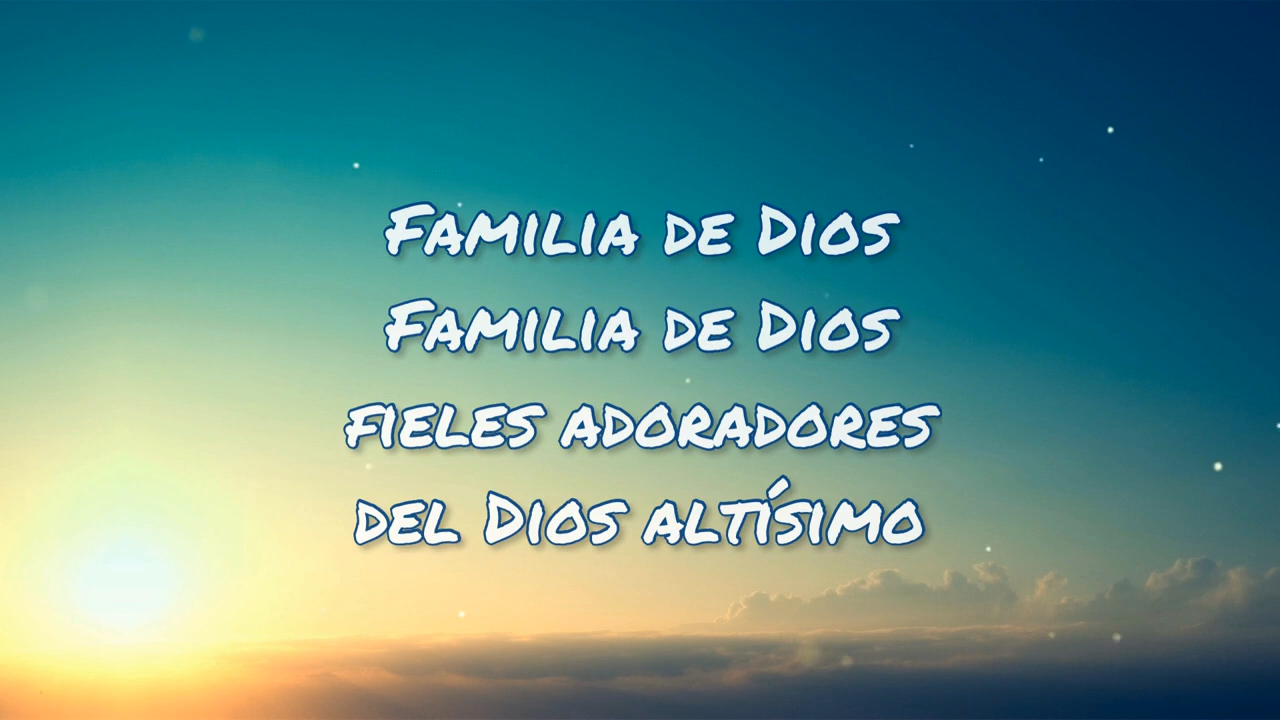 Familia de Dios
Familia de Dios
fieles adoradores
del Dios altísimo